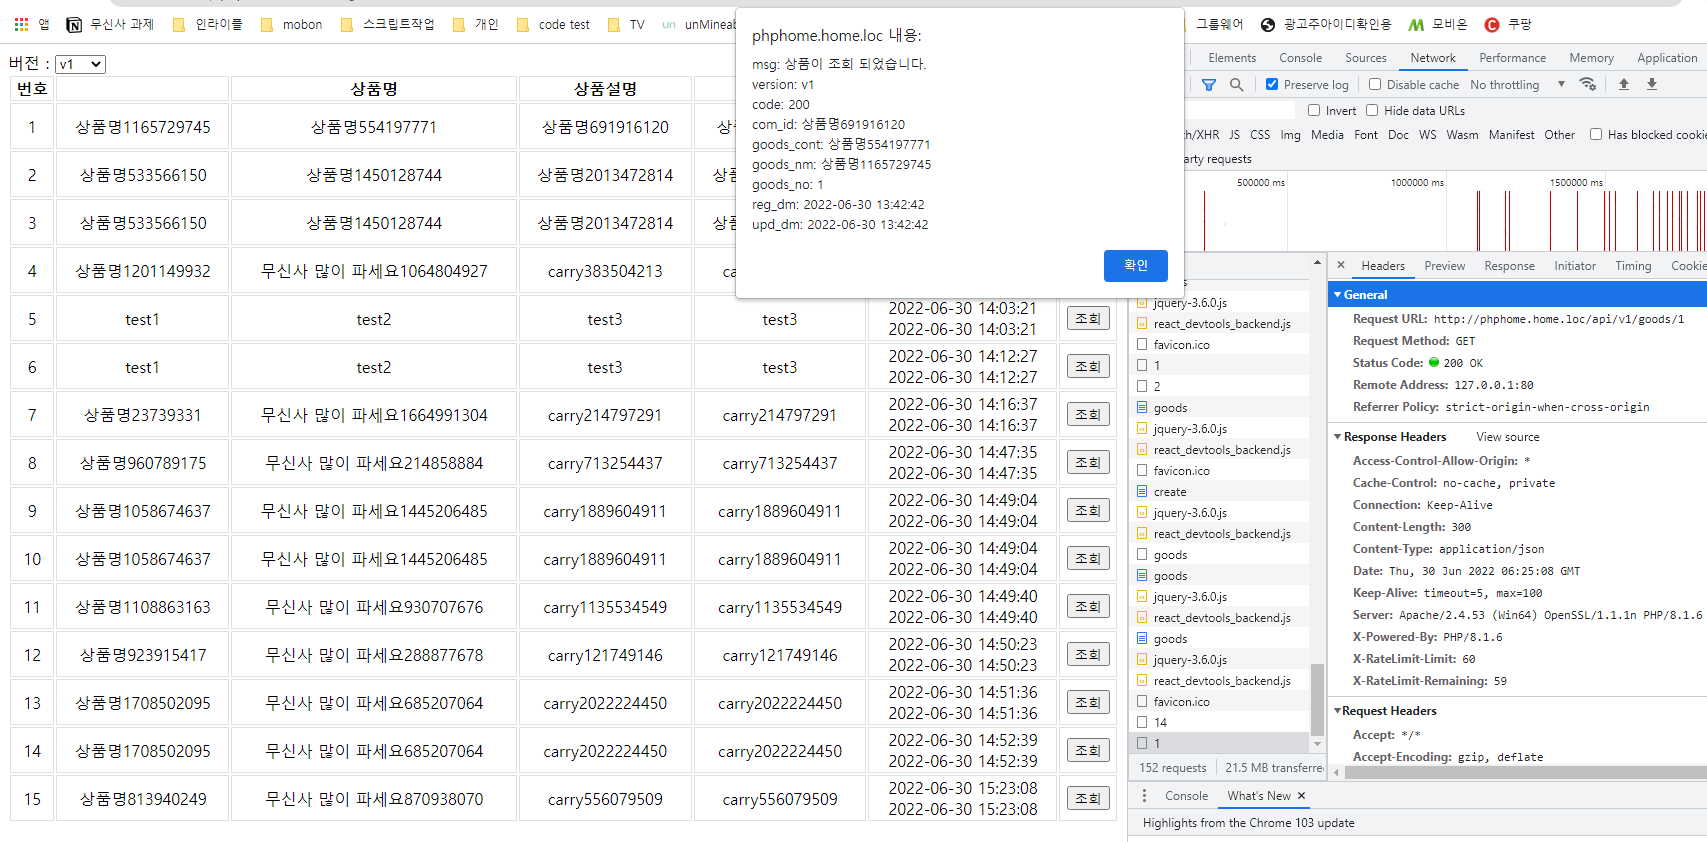 앱
무신사 과제
인라이플
mobon
스크립트작업
개인
code test
TV
un
unMineab
그룹웨어
광고주아이디확인용
모비온
C
쿠팡
버전 : v1
번호 상품명 상품설명
1 상품명1165729745 상품명554197771 상품명691916120
2 상품명533566150 상품명1450128744 상품명2013472814
3 상품명533566150 상품명1450128744 상품명2013472814
4 상품명1201149932 무신사 많이 파세요1064804927 carry383504213
5 test1 test2 test3 test3 2022-06-30 14:03:21 조회
2022-06-30 14:03:21
6 test1 test2 test3 test3 2022-06-30 14:12:27 조회
2022-06-30 14:12:27
7 상품명23739331 무신사 많이 파세요1664991304 carry214797291 carry214797291 2022-06-30 14:16:37 조회
2022-06-30 14:16:37
8 상품명960789175 무신사 많이 파세요214858884 carry713254437 carry713254437 2022-06-30 14:47:35 조회
2022-06-30 14:47:35
9 상품명1058674637 무신사 많이 파세요1445206485 carry1889604911 carry1889604911 2022-06-30 14:49:04 조회
2022-06-30 14:49:04
10 상품명1058674637 무신사 많이 파세요1445206485 carry1889604911 carry1889604911 2022-06-30 14:49:04 조회
2022-06-30 14:49:04
11 상품명1108863163 무신사 많이 파세요930707676 carry1135534549 carry1135534549 2022-06-30 14:49:40 조회
2022-06-30 14:49:40
12 상품명923915417 무신사 많이 파세요288877678 carry121749146 carry121749146 2022-06-30 14:50:23 조회
2022-06-30 14:50:23
13 상품명1708502095 무신사 많이 파세요685207064 carry2022224450 carry2022224450 2022-06-30 14:51:36 조회
2022-06-30 14:51:36
14 상품명1708502095 무신사 많이 파세요685207064 carry2022224450 carry2022224450 2022-06-30 14:52:39 조회
2022-06-30 14:52:39
15 상품명813940249 무신사 많이 파세요870938070 carry556079509 carry556079509 2022-06-30 15:23:08 조회
2022-06-30 15:23:08
phphome.home.loc 내용:
msg: 상품이 조회 되었습니다.
version: v1
code: 200
com_id: 상품명691916120
goods_cont: 상품명554197771
goods_nm: 상품명1165729745
goods_no: 1
reg_dm: 2022-06-30 13:42:42
upd_dm: 2022-06-30 13:42:42
확인
Elements Console Sources Network Performance Memory Application
Preserve log Disable cache No throttling
Invert Hide data URLs
h/XHR JS CSS Img Media Font Doc WS Wasm Manifest Other Has blocked cookie
arty requests
500000 ms 1000000 ms 1500000 ms
jquery-3.6.0.js
react_devtools_backend.js
favicon.ico
1
2
goods
jquery-3.6.0.js
react_devtools_backend.js
favicon.ico
create
jquery-3.6.0.js
react_devtools_backend.js
goods
goods
jquery-3.6.0.js
react_devtools_backend.js
goods
jquery-3.6.0.js
react_devtools_backend.js
favicon.ico
14
1
152 requests 21.5 MB transferre
Headers Preview Response Initiator Timing Cookie
General
Request URL: http://phphome.home.loc/api/v1/goods/1
Request Method: GET
Status Code: 200 OK
Remote Address: 127.0.0.1:80
Referrer Policy: strict-origin-when-cross-origin
Response Headers View source
Access-Control-Allow-Origin: *
Cache-Control: no-cache, private
Connection: Keep-Alive
Content-Length: 300
Content-Type: application/json
Date: Thu, 30 Jun 2022 06:25:08 GMT
Keep-Alive: timeout=5, max=100
Server: Apache/2.4.53 (Win64) OpenSSL/1.1.1n PHP/8.1.6
X-Powered-By: PHP/8.1.6
X-RateLimit-Limit: 60
X-RateLimit-Remaining: 59
Request Headers
Accept: */*
Accept-Encoding: gzip, deflate
Console What's New
Highlights from the Chrome 103 update